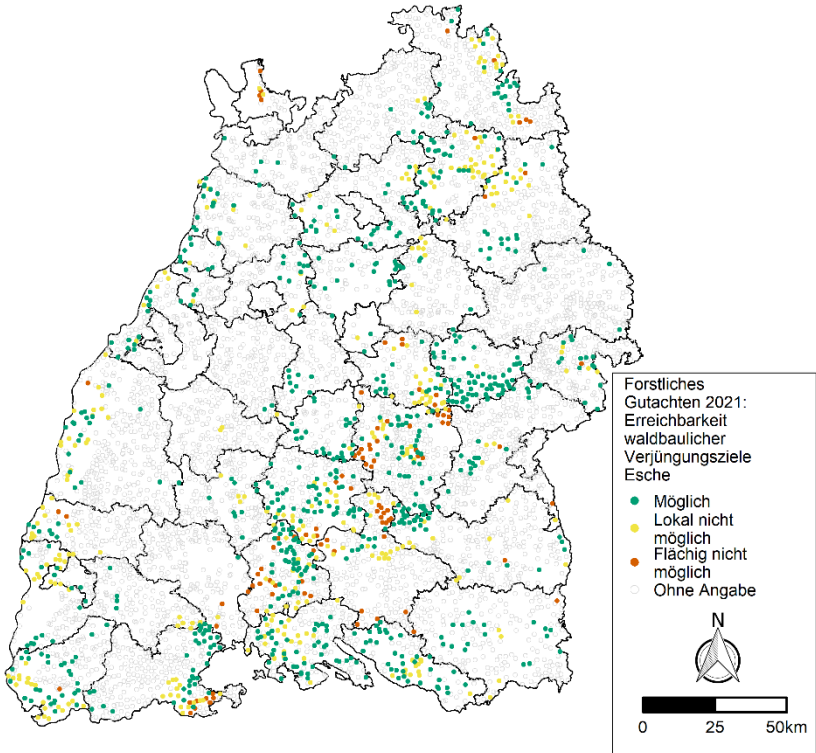 Forstliches
Gutachten 2021:
Erreichbarkeit
waldbaulicher
Verjüngungsziele
Esche
Möglich
Lokal nicht
möglich
Flächig nicht
möglich
Ohne Angabe
N
0 25 50km